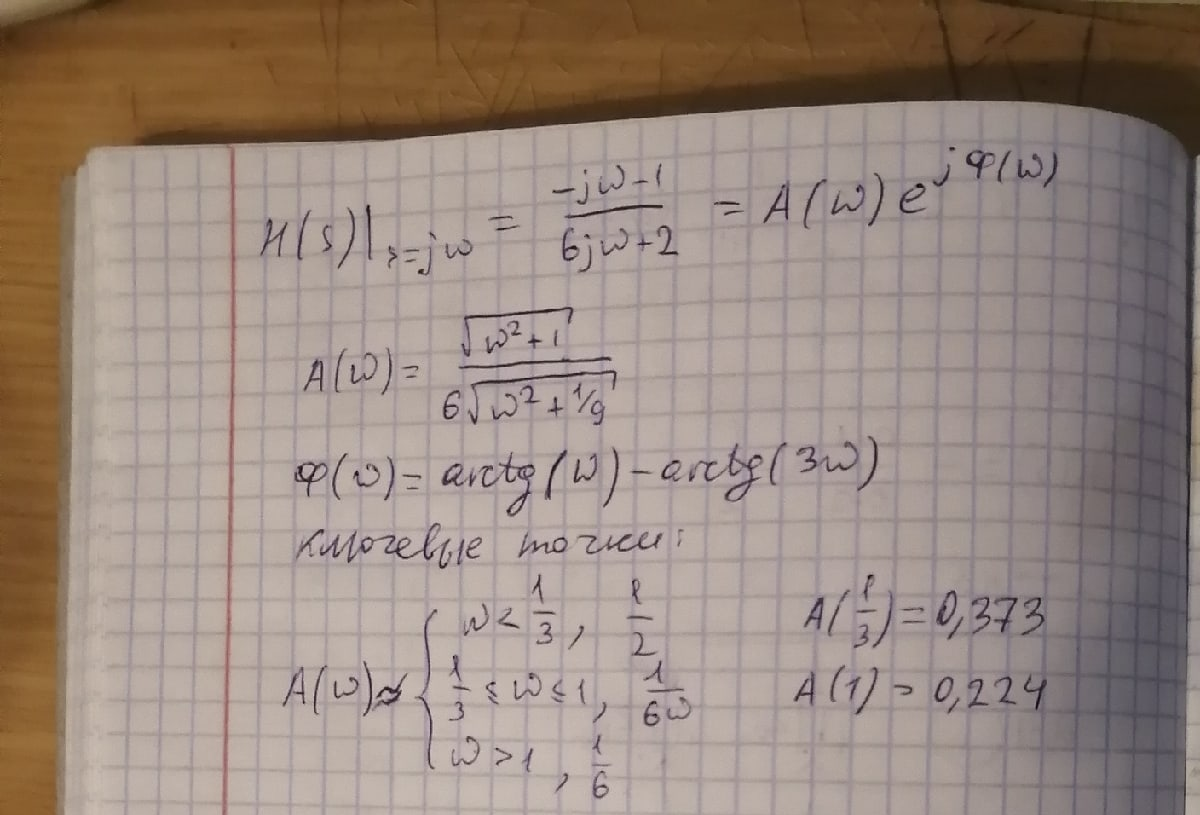 H(s)|s=jω = (-jω-1)/(6jω+2) = A(ω) e^jφ(ω)
A(ω) = √(ω²+1) / 6√(ω²+1/9)
φ(ω) = arctg(ω) - arctg(3ω)
ключевые точки:
ω < 1/3, 1/2 A(1/3) = 0,373
A(ω) ≈ { 1/3 ≤ ω ≤ 1, 1/6ω A(1) = 0,224
ω > 1, 1/6